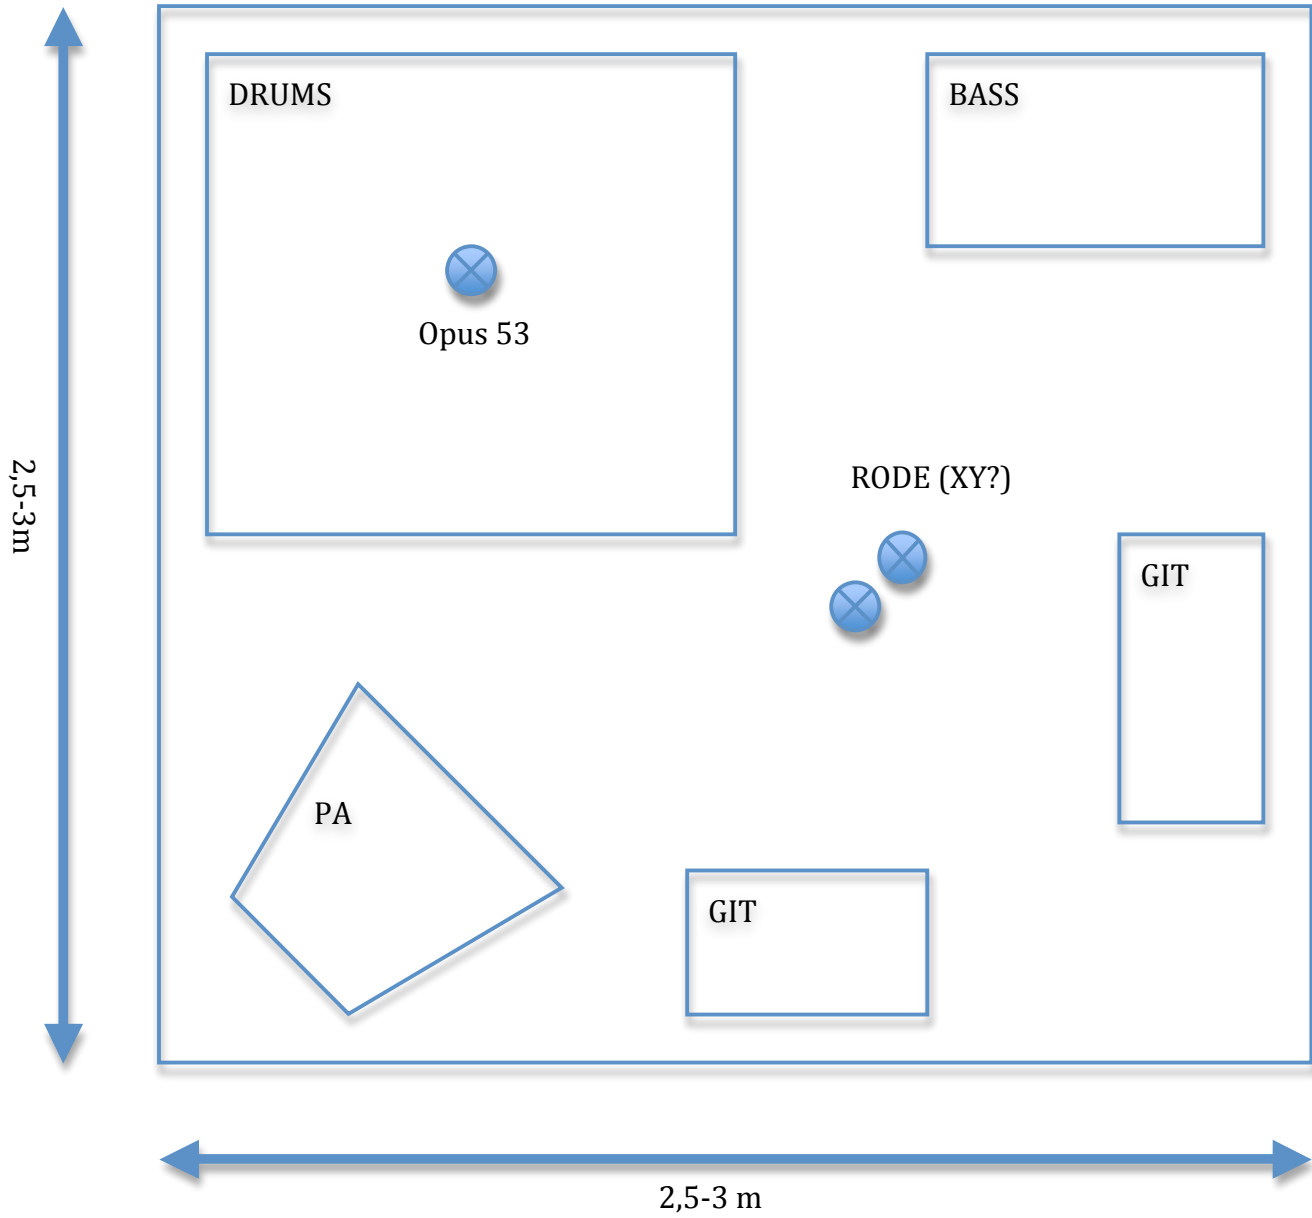 DRUMS
BASS
Opus 53
2,5-3m
RODE (XY?)
GIT
PA
GIT
2,5-3 m